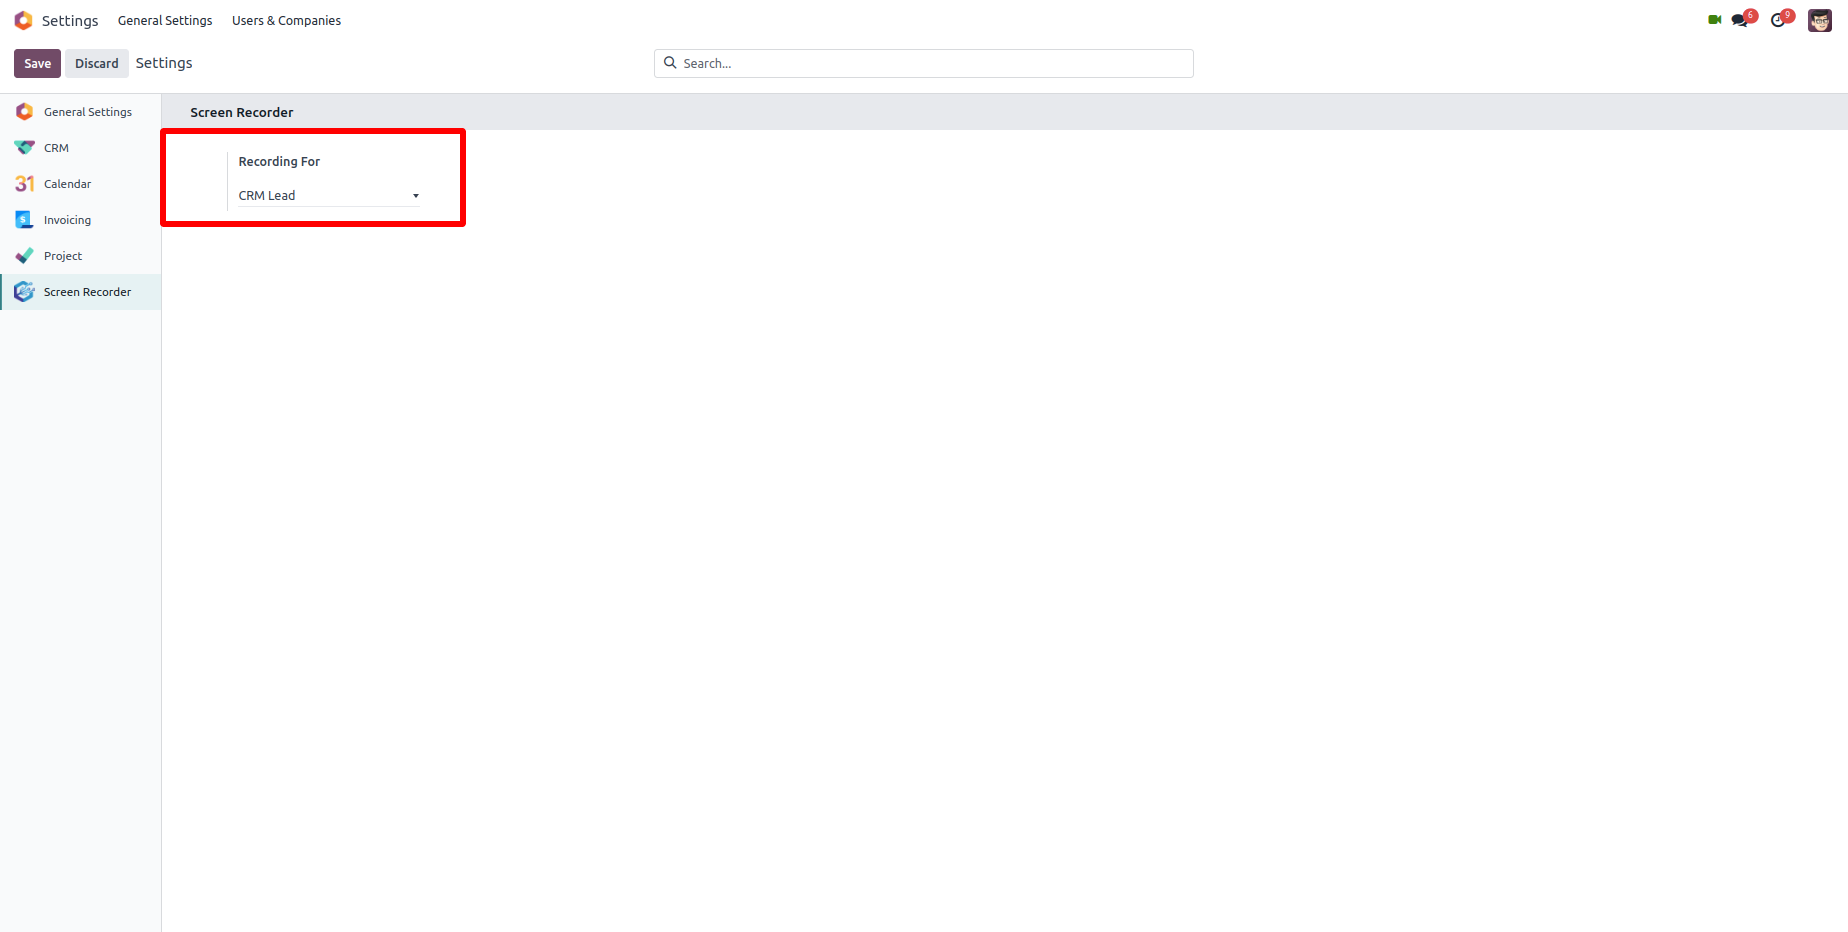 Settings General Settings Users & Companies 6 9
Save Discard Settings Search...
General Settings
CRM
31 Calendar
$ Invoicing
Project
Screen Recorder
Screen Recorder
Recording For
CRM Lead